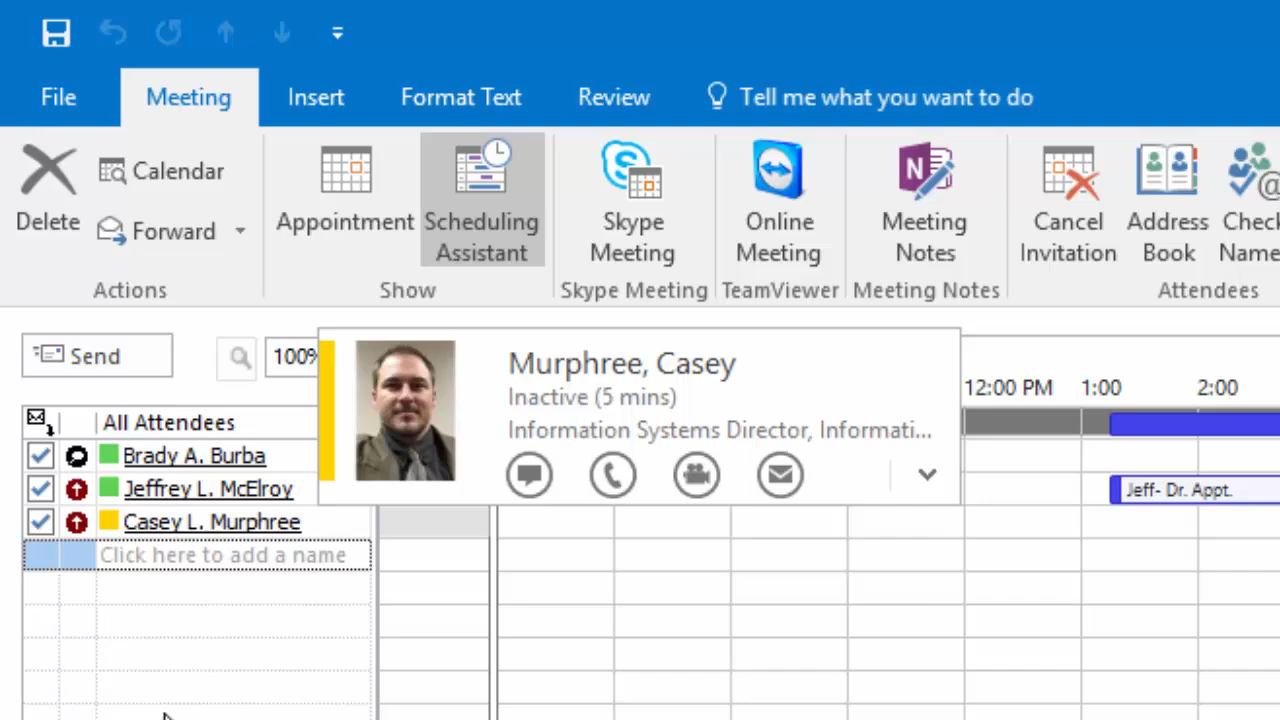 File Meeting Insert Format Text Review Tell me what you want to do
Delete
Calendar
Forward
Actions
Appointment
Scheduling
Assistant
Show
Skype
Meeting
Skype Meeting
Online
Meeting
TeamViewer
Meeting
Notes
Meeting Notes
Cancel
Invitation
Address
Book
Check
Name
Attendees
Send
100%
Murphree, Casey
Inactive (5 mins)
Information Systems Director, Informati...
12:00 PM 1:00 2:00
All Attendees
Brady A. Burba
Jeffrey L. McElroy
Jeff- Dr. Appt.
Casey L. Murphree
Click here to add a name